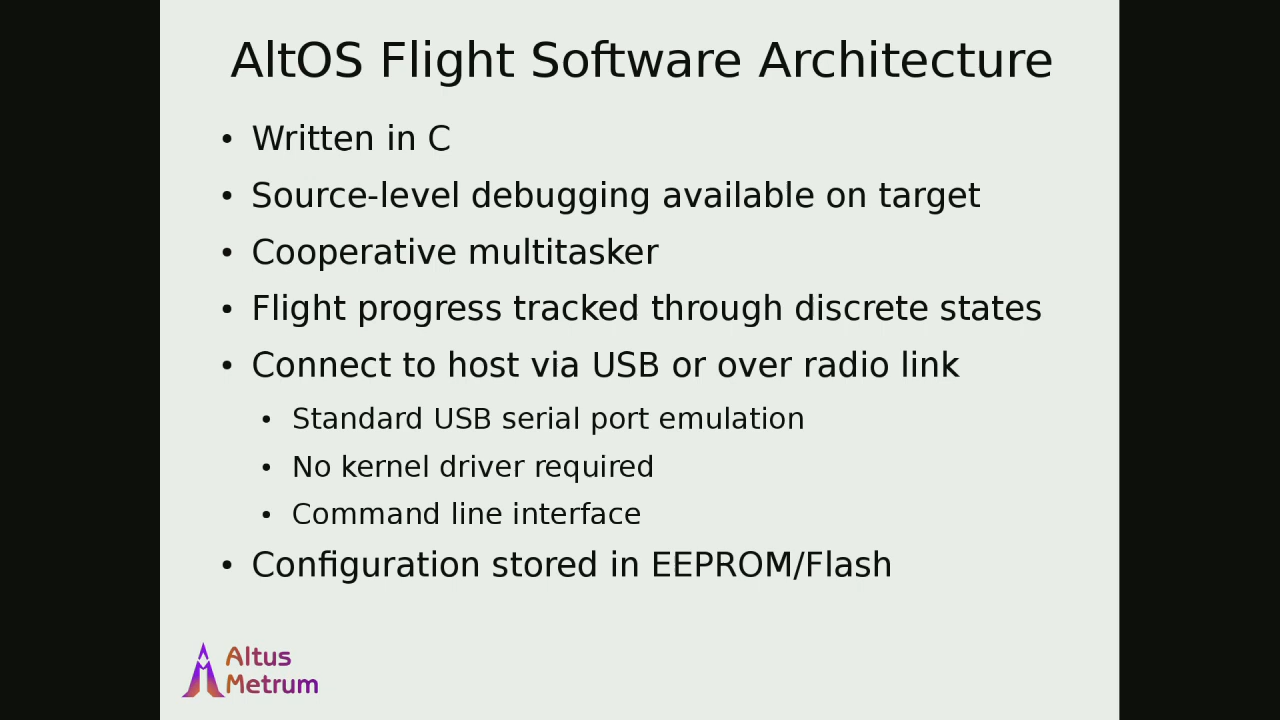 AltOS Flight Software Architecture
• Written in C
• Source-level debugging available on target
• Cooperative multitasker
• Flight progress tracked through discrete states
• Connect to host via USB or over radio link
• Standard USB serial port emulation
• No kernel driver required
• Command line interface
• Configuration stored in EEPROM/Flash
Altus
Metrum